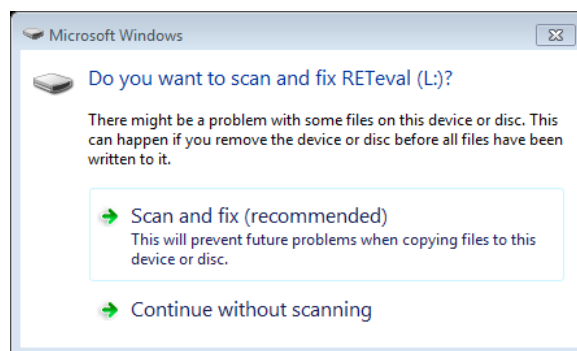 Microsoft Windows
Do you want to scan and fix RETeval (L:)?
There might be a problem with some files on this device or disc. This
can happen if you remove the device or disc before all files have been
written to it.
Scan and fix (recommended)
This will prevent future problems when copying files to this
device or disc.
Continue without scanning